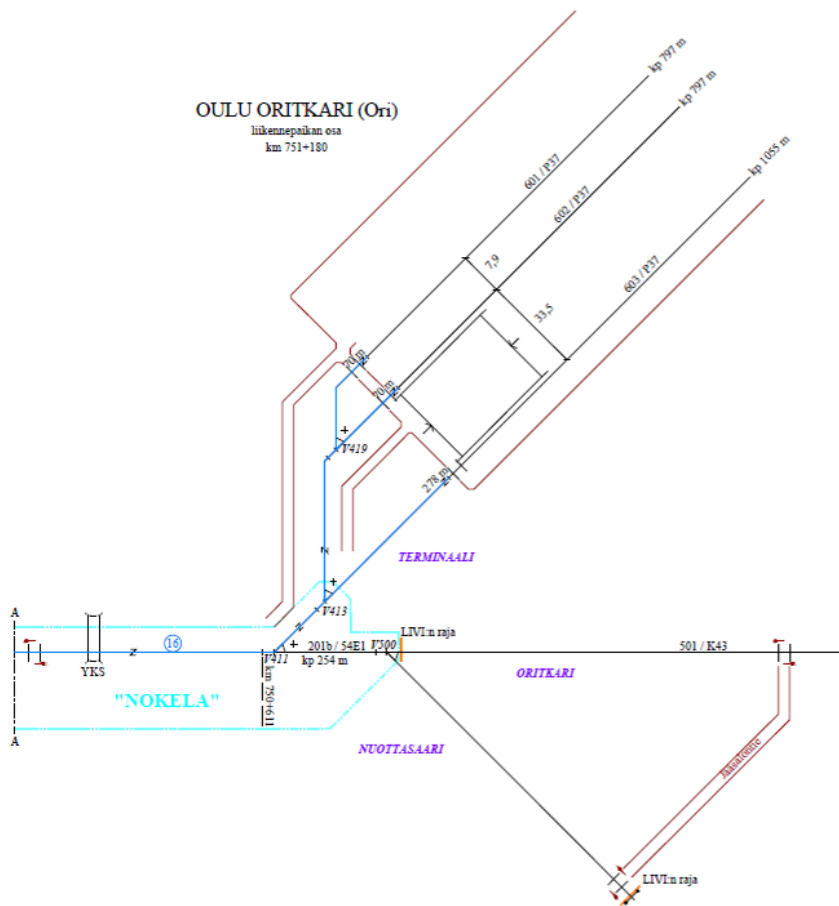 kp 797 m
kp 797 m
OULU ORITKARI (Ori)
liikennepaikan osa
km 751+180
kp 1055 m
601 / P37
602 / P37
603 / P37
7,9
33,5
70 m
70 m
V419
278 m
TERMINAALI
V413
A
LIVI:n raja
16
201b / 54E1
V500
501 / K43
V411
kp 254 m
YKS
ORITKARI
"NOKELA"
km 750+611
A
NUOTTASAARI
Jääsalontie
LIVI:n raja